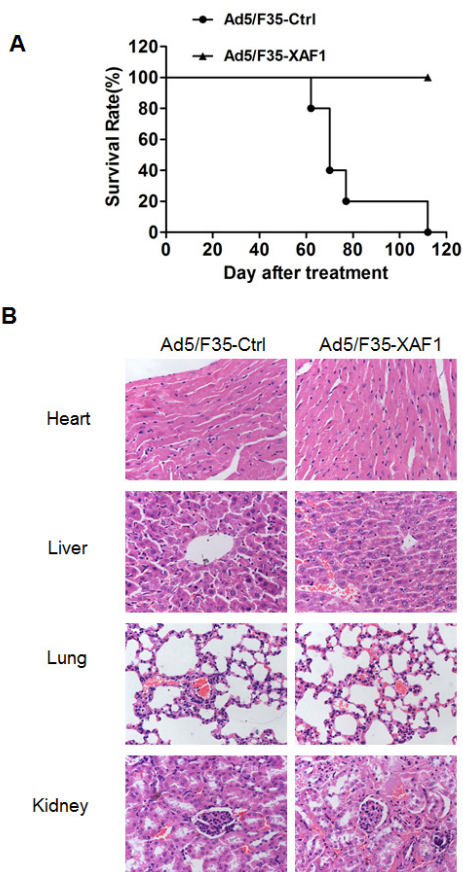 Ad5/F35-Ctrl
A
Ad5/F35-XAF1
120
100
80
60
40
20
0
Survival Rate(%)
0 20 40 60 80 100 120
Day after treatment
B
Ad5/F35-Ctrl Ad5/F35-XAF1
Heart
Liver
Lung
Kidney